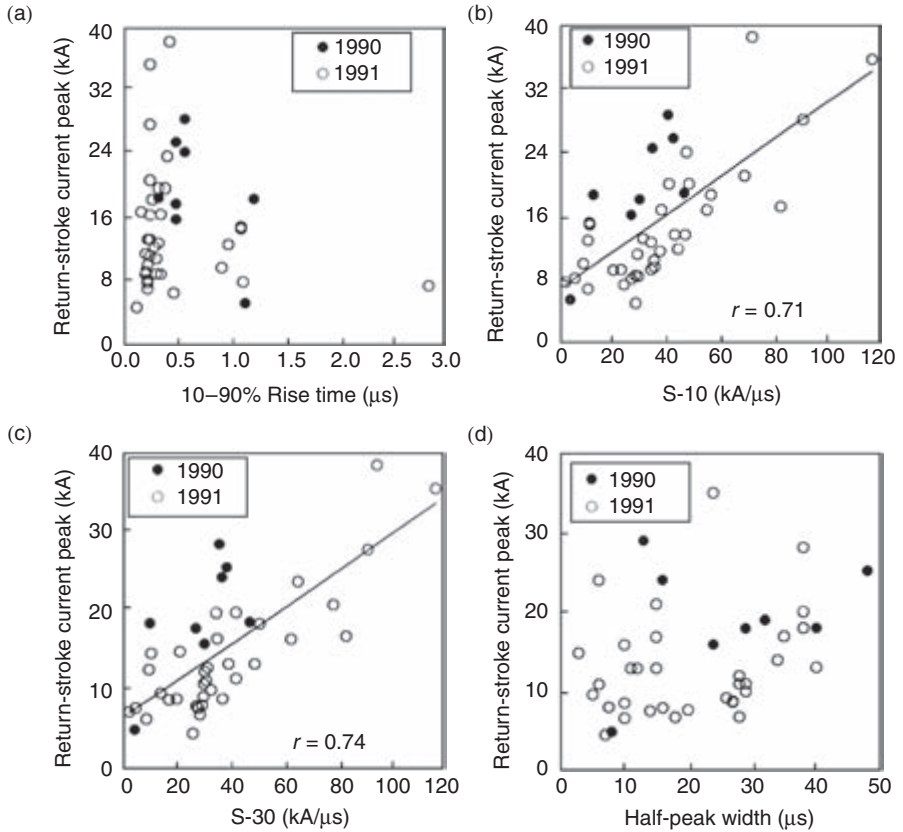 (a)
Return-stroke current peak (kA)
40
32
24
16
8
0
1990
1991
0.0 0.5 1.0 1.5 2.0 2.5 3.0
10–90% Rise time (μs)
(b)
Return-stroke current peak (kA)
40
32
24
16
8
0
1990
1991
r = 0.71
0 20 40 60 80 100 120
S-10 (kA/μs)
(c)
Return-stroke current peak (kA)
40
30
20
10
0
1990
1991
r = 0.74
0 20 40 60 80 100 120
S-30 (kA/μs)
(d)
Return-stroke current peak (kA)
40
30
20
10
0
1990
1991
0 10 20 30 40 50
Half-peak width (μs)